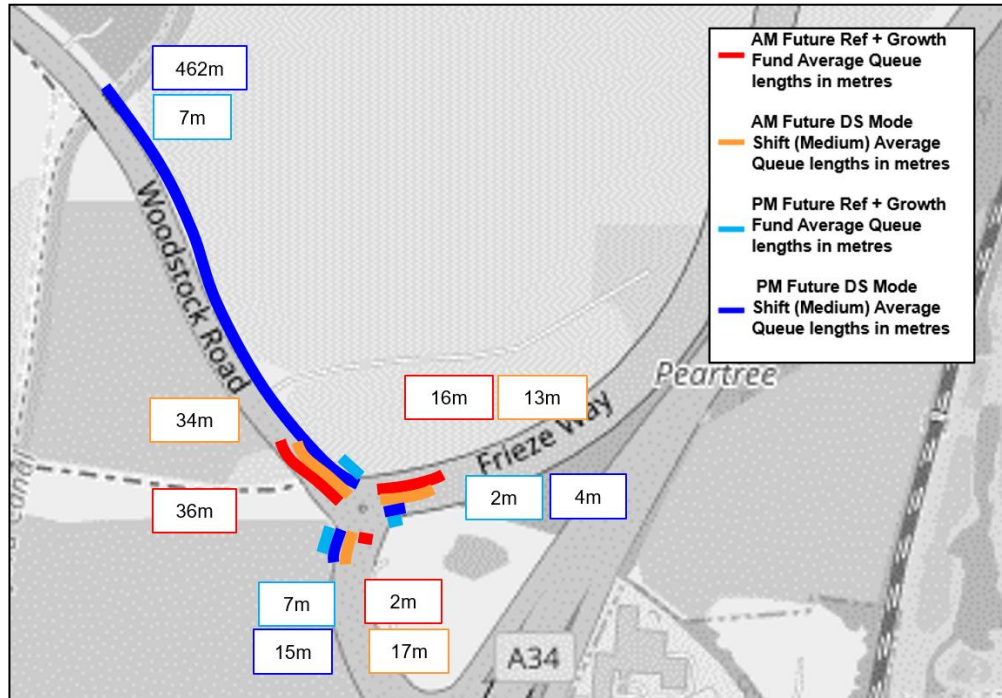 AM Future Ref + Growth
Fund Average Queue
lengths in metres
AM Future DS Mode
Shift (Medium) Average
Queue lengths in metres
PM Future Ref + Growth
Fund Average Queue
lengths in metres
PM Future DS Mode
Shift (Medium) Average
Queue lengths in metres
462m
7m
Woodstock Road
Peartree
16m
13m
Frieze Way
34m
36m
2m
4m
7m
2m
15m
17m
A34